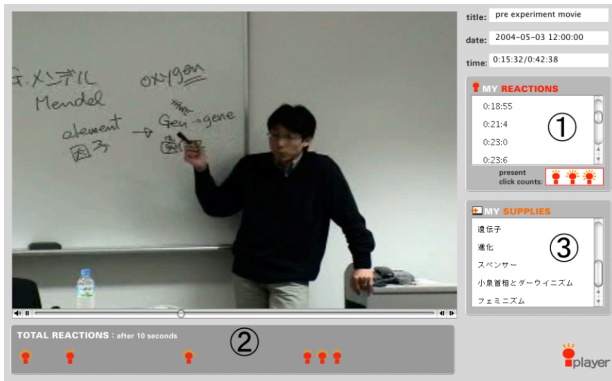 G. メンデル
Mendel
oxygen
element
→ Gen → gene
因子
title: pre experiment movie
date: 2004-05-03 12:00:00
time: 0:15:32/0:42:38
MY REACTIONS
0:18:55
0:21:4
0:23:0
0:23:6
①
present
click counts:
MY SUPPLIES
遺伝子
進化
スペンサー
小泉首相とダーウィニズム
フェミニズム
③
TOTAL REACTIONS : after 10 seconds
②
iplayer